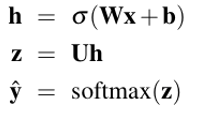 h = σ(Wx+b)
z = Uh
ŷ = softmax(z)